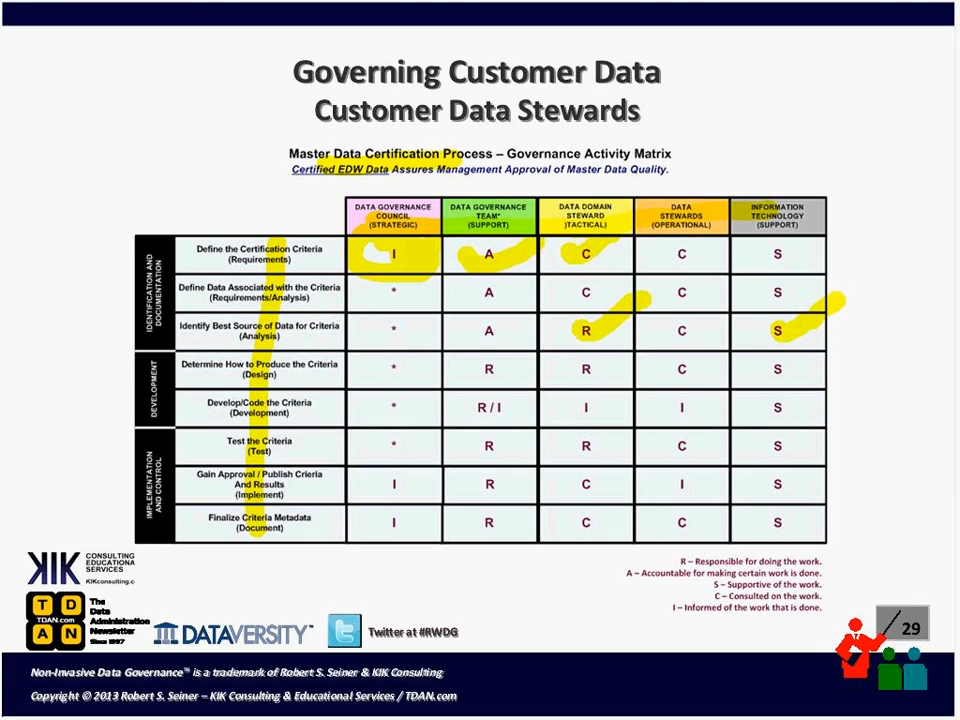 Governing Customer Data
Customer Data Stewards
Master Data Certification Process – Governance Activity Matrix
Certified EDW Data Assures Management Approval of Master Data Quality.
DATA GOVERNANCE COUNCIL (STRATEGIC)
DATA GOVERNANCE TEAM* (SUPPORT)
DATA DOMAIN STEWARD )TACTICAL)
DATA STEWARDS (OPERATIONAL)
INFORMATION TECHNOLOGY (SUPPORT)
IDENTIFICATION AND DOCUMENTATION
Define the Certification Criteria (Requirements) I A C C S
Define Data Associated with the Criteria (Requirements/Analysis) * A C C S
Identify Best Source of Data for Criteria (Analysis) * A R C S
DEVELOPMENT
Determine How to Produce the Criteria (Design) * R R C S
Develop/Code the Criteria (Development) * R / I I I S
IMPLEMENTATION AND CONTROL
Test the Criteria (Test) * R R C S
Gain Approval / Publish Crieria And Results (Implement) I R C I S
Finalize Criteria Metadata (Document) I R C C S
R – Responsible for doing the work.
A – Accountable for making certain work is done.
S – Supportive of the work.
C – Consulted on the work.
I – Informed of the work that is done.
KIK CONSULTING EDUCATIONA SERVICES
KIKconsulting.c
TDAN.com
T D A N
The Data Administration Newsletter
Since 1997
DATAVERSITY™
Twitter at #RWDG
29
Non-Invasive Data Governance™ is a trademark of Robert S. Seiner & KIK Consulting
Copyright © 2013 Robert S. Seiner – KIK Consulting & Educational Services / TDAN.com